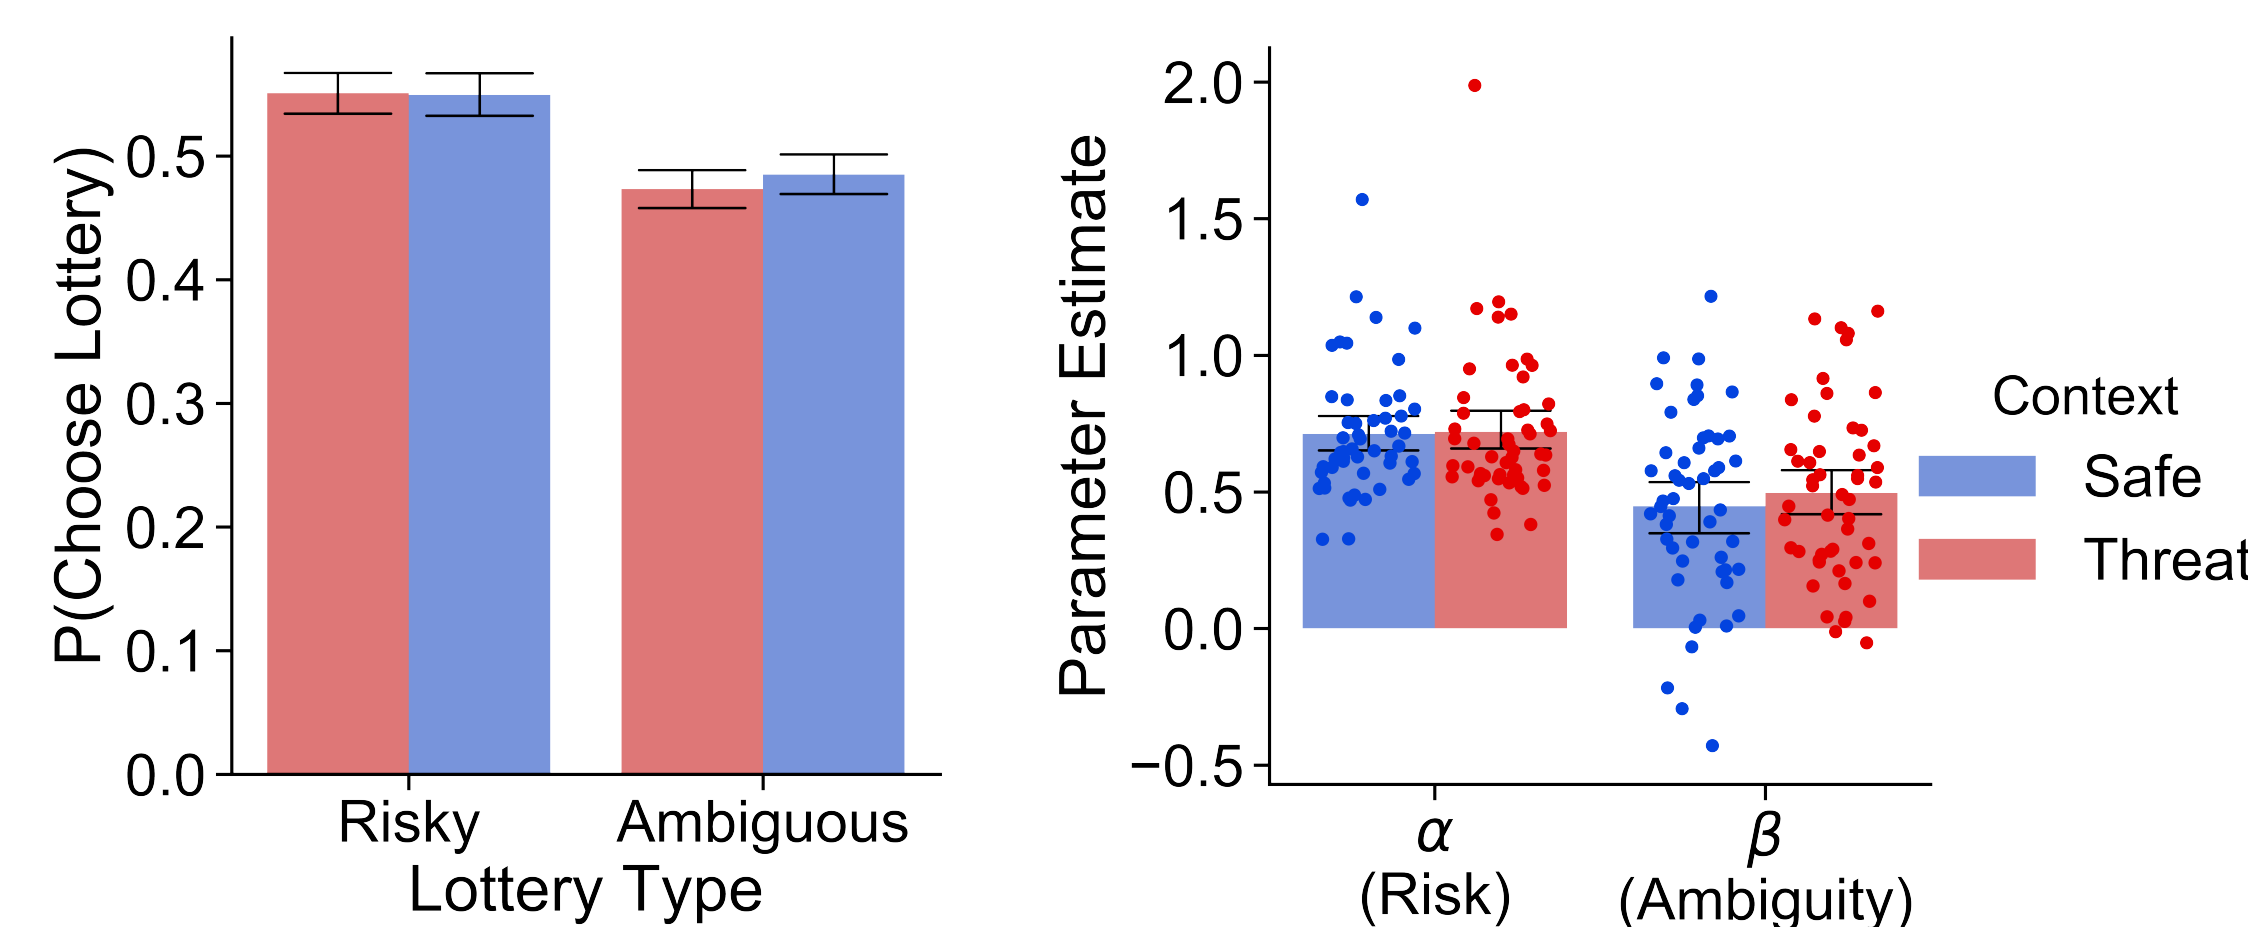 P(Choose Lottery)
0.5
0.4
0.3
0.2
0.1
0.0
Risky
Ambiguous
Lottery Type
Parameter Estimate
2.0
1.5
1.0
0.5
0.0
−0.5
α
(Risk)
β
(Ambiguity)
Context
Safe
Threat